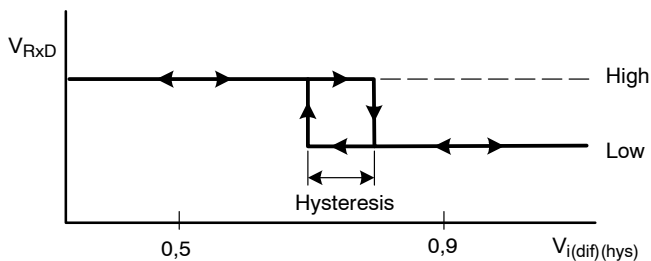 V_RxD
High
Low
Hysteresis
0,5
0,9
V_i(dif)(hys)